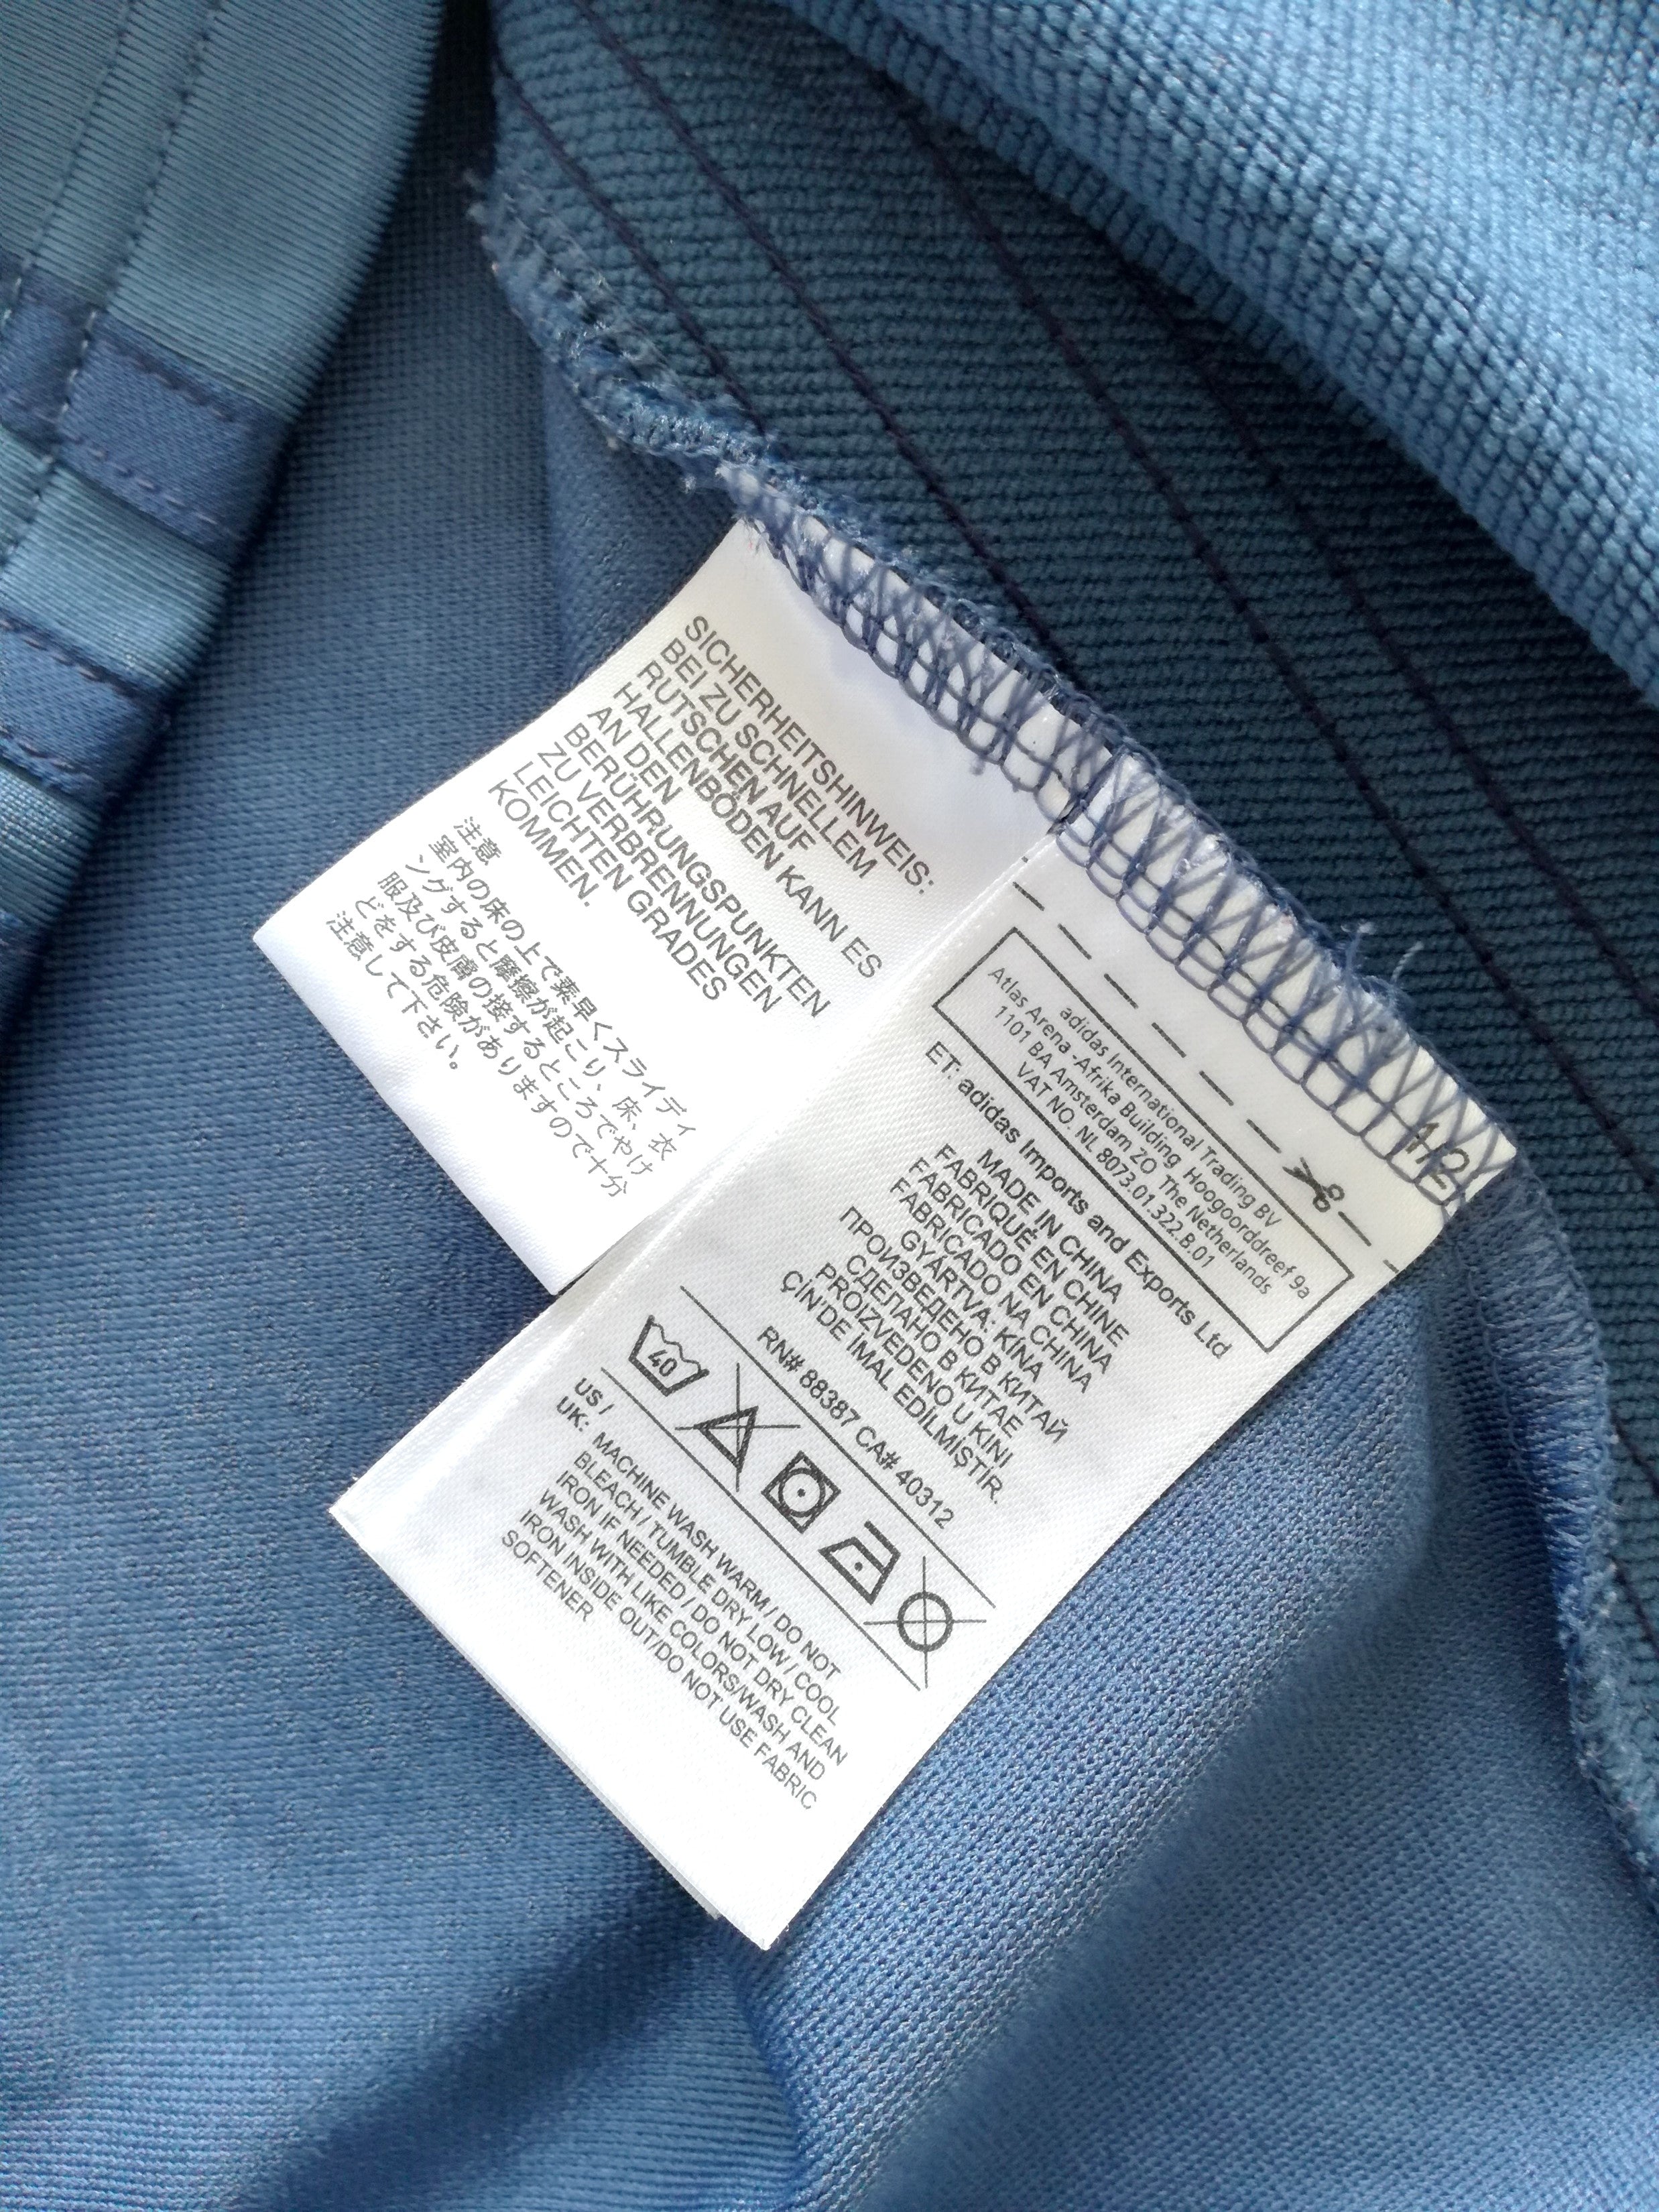 SICHERHEITSHINWEIS:
BEI ZU SCHNELLEM
RUTSCHEN AUF
HALLENBÖDEN KANN ES
AN DEN
BERÜHRUNGSPUNKTEN
ZU VERBRENNUNGEN
LEICHTEN GRADES
KOMMEN.
注意
室内の床の上で素早くスライディ
ングすると摩擦が起こり、床、衣
服及び皮膚の接するところでやけ
どをする危険がありますので十分
注意して下さい。
adidas International Trading BV
Atlas Arena -Afrika Building Hoogoorddreef 9a
1101 BA Amsterdam ZO The Netherlands
VAT NO. NL 8073.01.322.B.01
ET: adidas Imports and Exports Ltd
MADE IN CHINA
FABRIQUÉ EN CHINE
FABRICADO EN CHINA
FABRICADO NA CHINA
GYÁRTVA: KÍNA
ПРОИЗВЕДЕНО В КИТАЙ
СДЕЛАНО В КИТАЕ
PROIZVEDENO U KINI
ÇİN'DE İMAL EDİLMİŞTİR.
RN# 88387 CA# 40312
40
US /
UK: MACHINE WASH WARM / DO NOT
BLEACH / TUMBLE DRY LOW / COOL
IRON IF NEEDED / DO NOT DRY CLEAN
WASH WITH LIKE COLORS/WASH AND
IRON INSIDE OUT/DO NOT USE FABRIC
SOFTENER